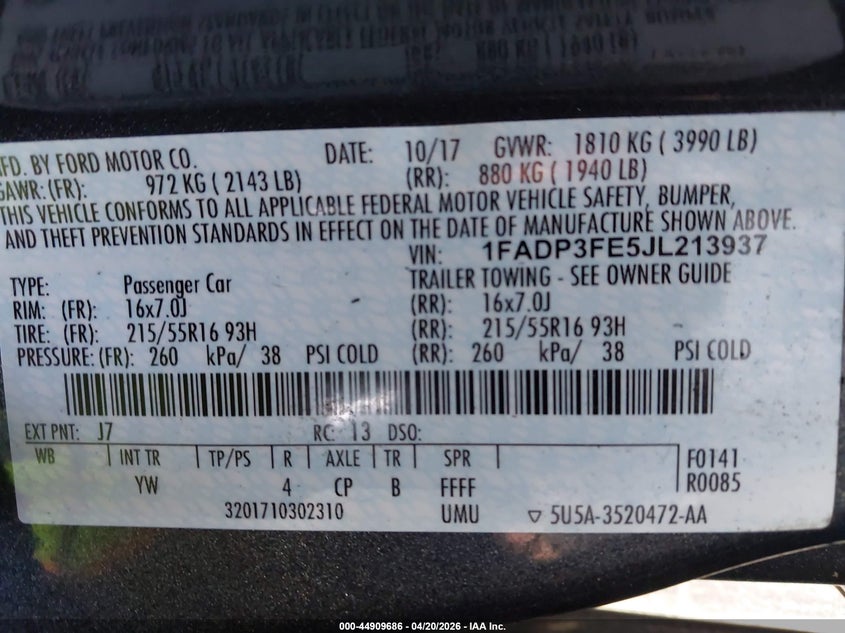 MFD. BY FORD MOTOR CO. DATE: 10/17 GVWR: 1810 KG ( 3990 LB)
GAWR: (FR): 972 KG ( 2143 LB) (RR): 880 KG ( 1940 LB)
THIS VEHICLE CONFORMS TO ALL APPLICABLE FEDERAL MOTOR VEHICLE SAFETY, BUMPER,
AND THEFT PREVENTION STANDARDS IN EFFECT ON THE DATE OF MANUFACTURE SHOWN ABOVE.
VIN: 1FADP3FE5JL213937
TYPE: Passenger Car TRAILER TOWING - SEE OWNER GUIDE
RIM: (FR): 16x7.0J (RR): 16x7.0J
TIRE: (FR): 215/55R16 93H (RR): 215/55R16 93H
PRESSURE: (FR): 260 kPa/ 38 PSI COLD (RR): 260 kPa/ 38 PSI COLD
EXT PNT: J7 RC: 13 DSO:
WB INT TR TP/PS R AXLE TR SPR F0141
YW 4 CP B FFFF R0085
3201710302310 UMU ▽ 5U5A-3520472-AA
000-44909686 - 04/20/2026 - IAA Inc.